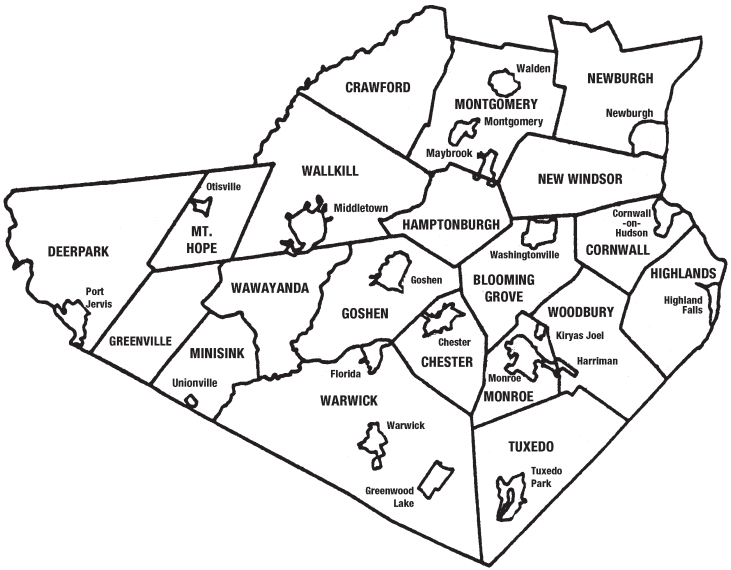 Walden
NEWBURGH
CRAWFORD
MONTGOMERY
Newburgh
Montgomery
Maybrook
WALLKILL
NEW WINDSOR
Otisville
Middletown
Cornwall
-on-
Hudson
MT.
HOPE
HAMPTONBURGH
DEERPARK
CORNWALL
Washingtonville
HIGHLANDS
Goshen
BLOOMING
GROVE
WAWAYANDA
Port
Jervis
Highland
Falls
GOSHEN
WOODBURY
GREENVILLE
Kiryas Joel
MINISINK
Chester
CHESTER
Harriman
Florida
Unionville
Monroe
MONROE
WARWICK
Warwick
TUXEDO
Tuxedo
Park
Greenwood
Lake